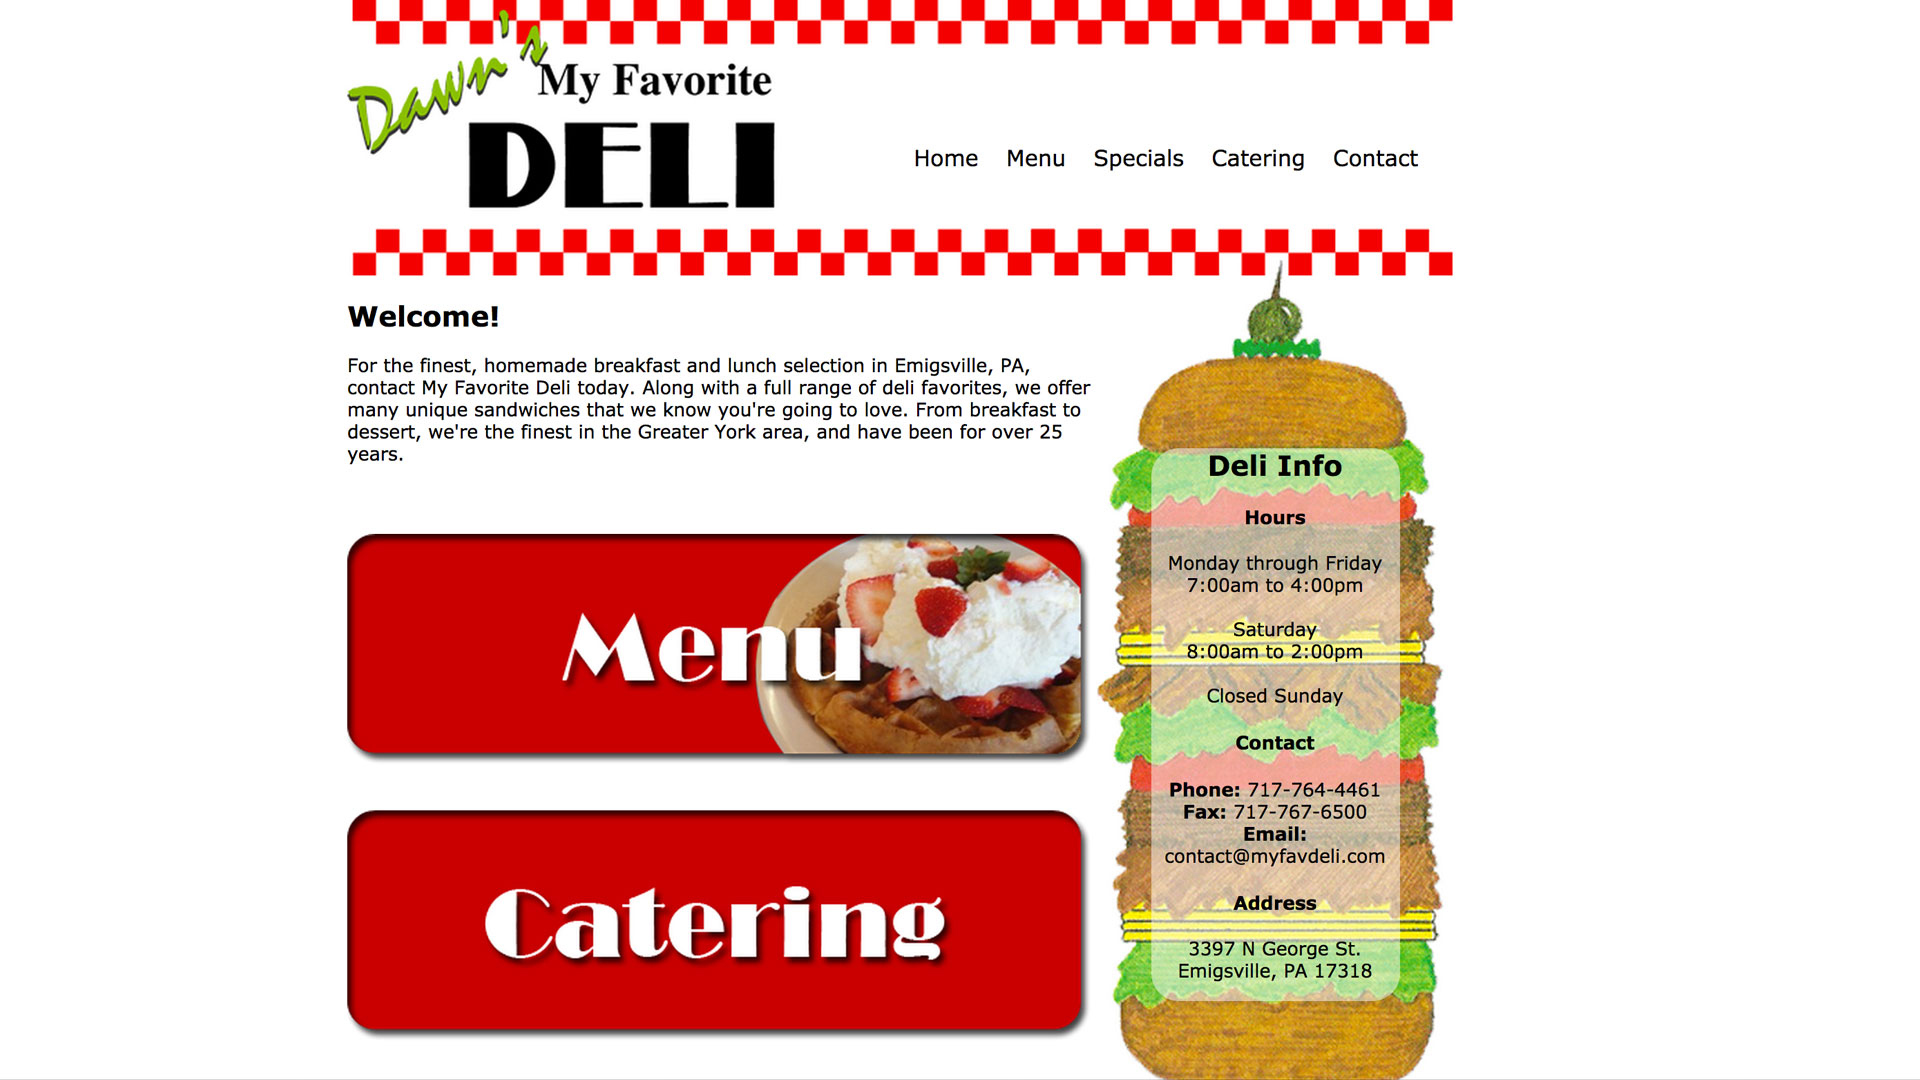 Dawn's
My Favorite
DELI
Home Menu Specials Catering Contact
Welcome!
For the finest, homemade breakfast and lunch selection in Emigsville, PA,
contact My Favorite Deli today. Along with a full range of deli favorites, we offer
many unique sandwiches that we know you're going to love. From breakfast to
dessert, we're the finest in the Greater York area, and have been for over 25
years.
Menu
Catering
Deli Info
Hours
Monday through Friday
7:00am to 4:00pm
Saturday
8:00am to 2:00pm
Closed Sunday
Contact
Phone: 717-764-4461
Fax: 717-767-6500
Email:
contact@myfavdeli.com
Address
3397 N George St.
Emigsville, PA 17318